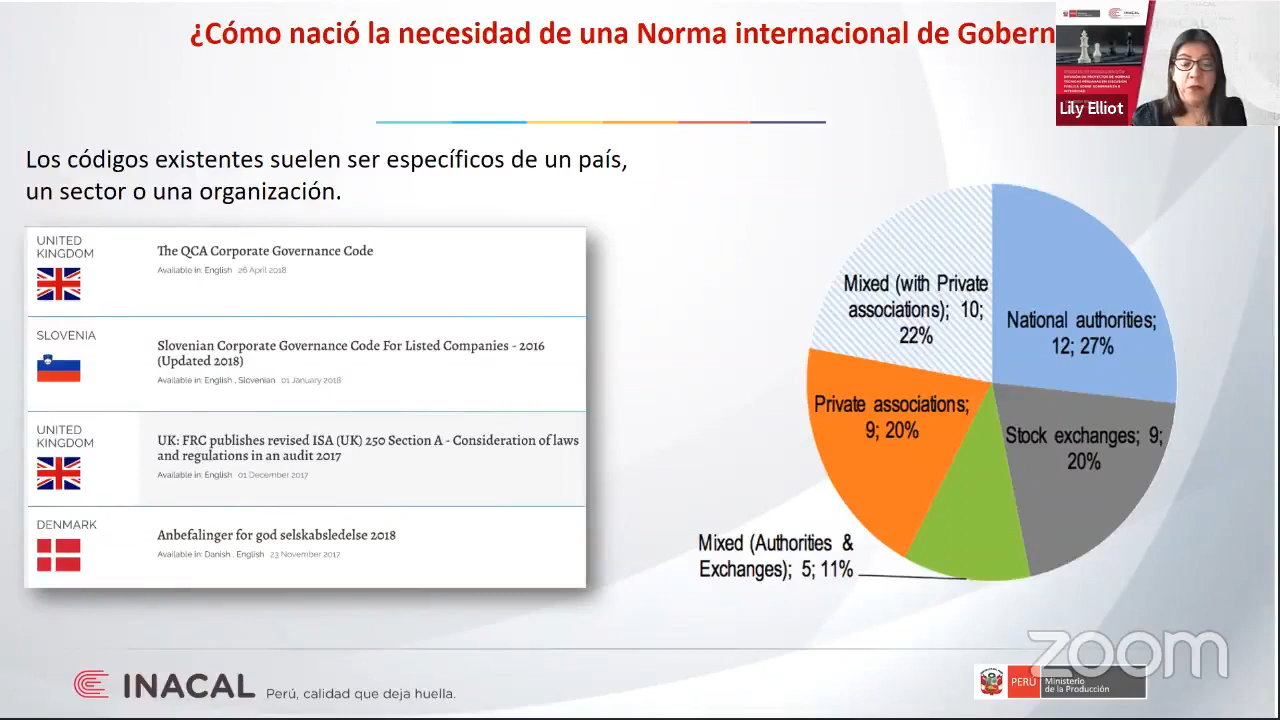 ¿Cómo nació la necesidad de una Norma internacional de Gobern
INACAL
Lily Elliot
Los códigos existentes suelen ser específicos de un país,
un sector o una organización.
UNITED
KINGDOM
The QCA Corporate Governance Code
Available in: English 26 April 2018
SLOVENIA
Slovenian Corporate Governance Code For Listed Companies - 2016
(Updated 2018)
Available in: English , Slovenian 01 January 2018
UNITED
KINGDOM
UK: FRC publishes revised ISA (UK) 250 Section A - Consideration of laws
and regulations in an audit 2017
Available in: English 01 December 2017
DENMARK
Anbefalinger for god selskabsledelse 2018
Available in: Danish , English 23 November 2017
Mixed (with Private
associations); 10;
22%
National authorities;
12; 27%
Private associations;
9; 20%
Stock exchanges; 9;
20%
Mixed (Authorities &
Exchanges); 5; 11%
zoom
INACAL Perú, calidad que deja huella.
PERÚ Ministerio
de la Producción